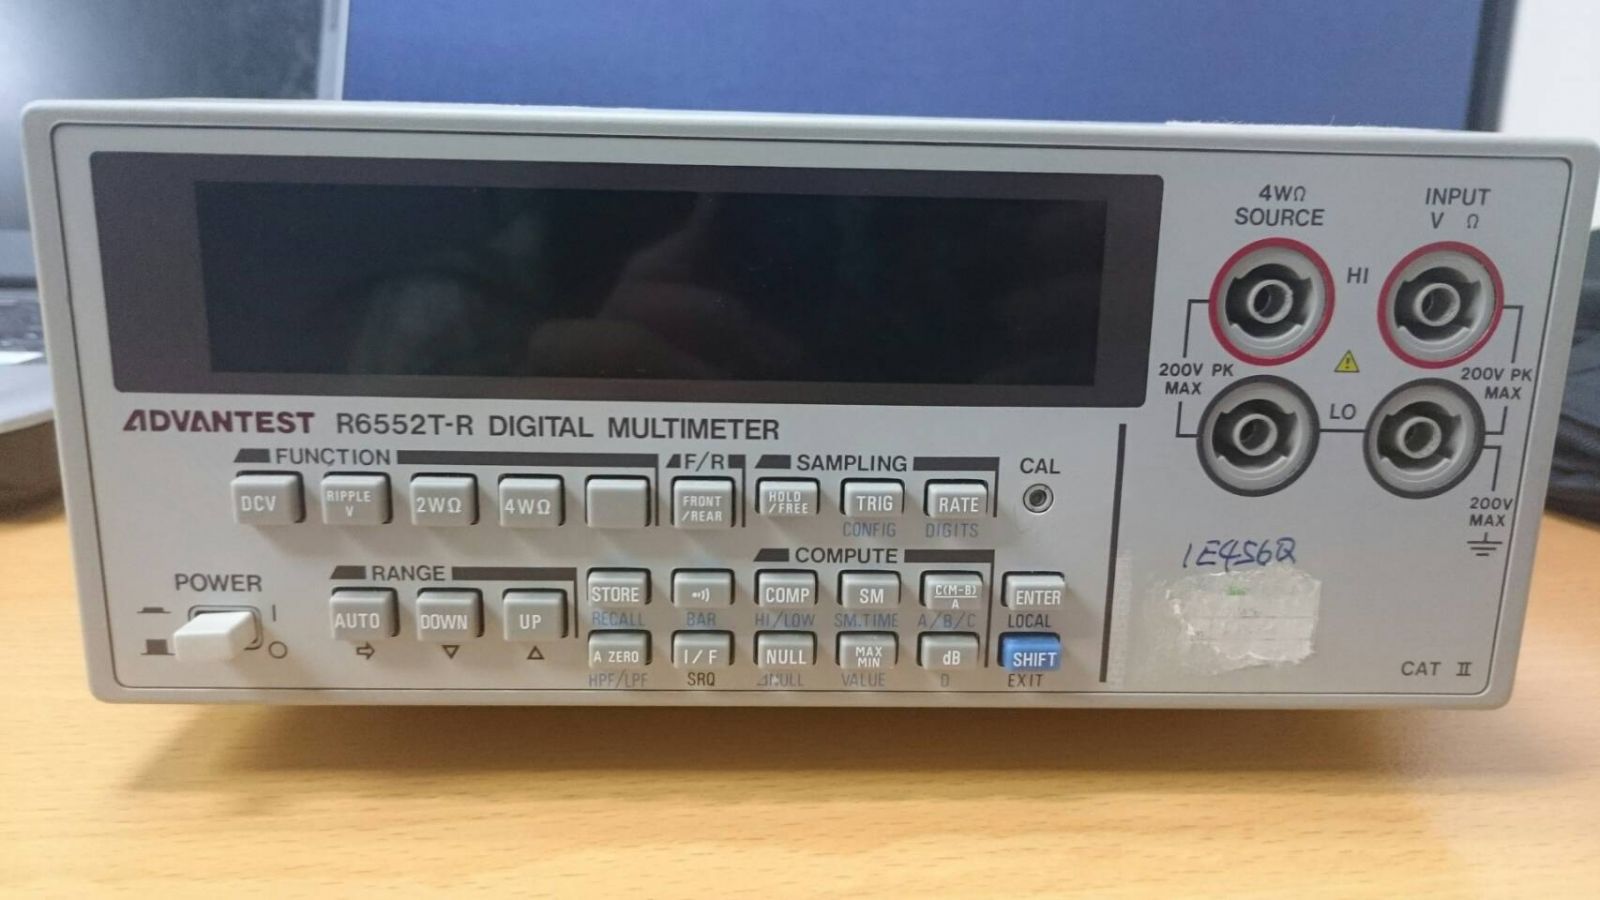 4WΩ
SOURCE
INPUT
V Ω
HI
200V PK
MAX
200V PK
MAX
LO
200V
MAX
ADVANTEST R6552T-R DIGITAL MULTIMETER
FUNCTION F/R SAMPLING CAL
DCV RIPPLE V 2WΩ 4WΩ FRONT /REAR HOLD /FREE TRIG RATE
CONFIG DIGITS
COMPUTE
POWER RANGE
AUTO DOWN UP STORE •)) COMP SM C(M-B)/A ENTER
RECALL BAR HI/LOW SM.TIME A/B/C LOCAL
A ZERO I/F NULL MAX MIN dB SHIFT
HPF/LPF SRQ ⊿NULL VALUE D EXIT
I
O
1E456Q
CAT II